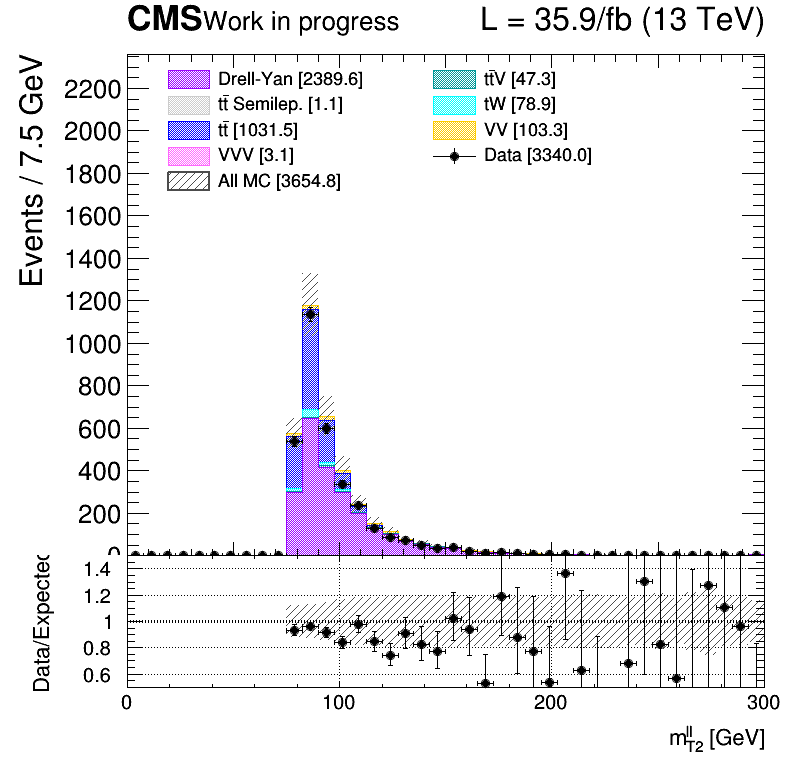 CMS Work in progress L = 35.9/fb (13 TeV)
Events / 7.5 GeV
2200
2000
1800
1600
1400
1200
1000
800
600
400
200
0
Drell-Yan [2389.6]
tt̄ Semilep. [1.1]
tt̄ [1031.5]
VVV [3.1]
All MC [3654.8]
tt̄V [47.3]
tW [78.9]
VV [103.3]
Data [3340.0]
Data/Expected
1.4
1.2
1
0.8
0.6
0 100 200 300
m_T2^ll [GeV]